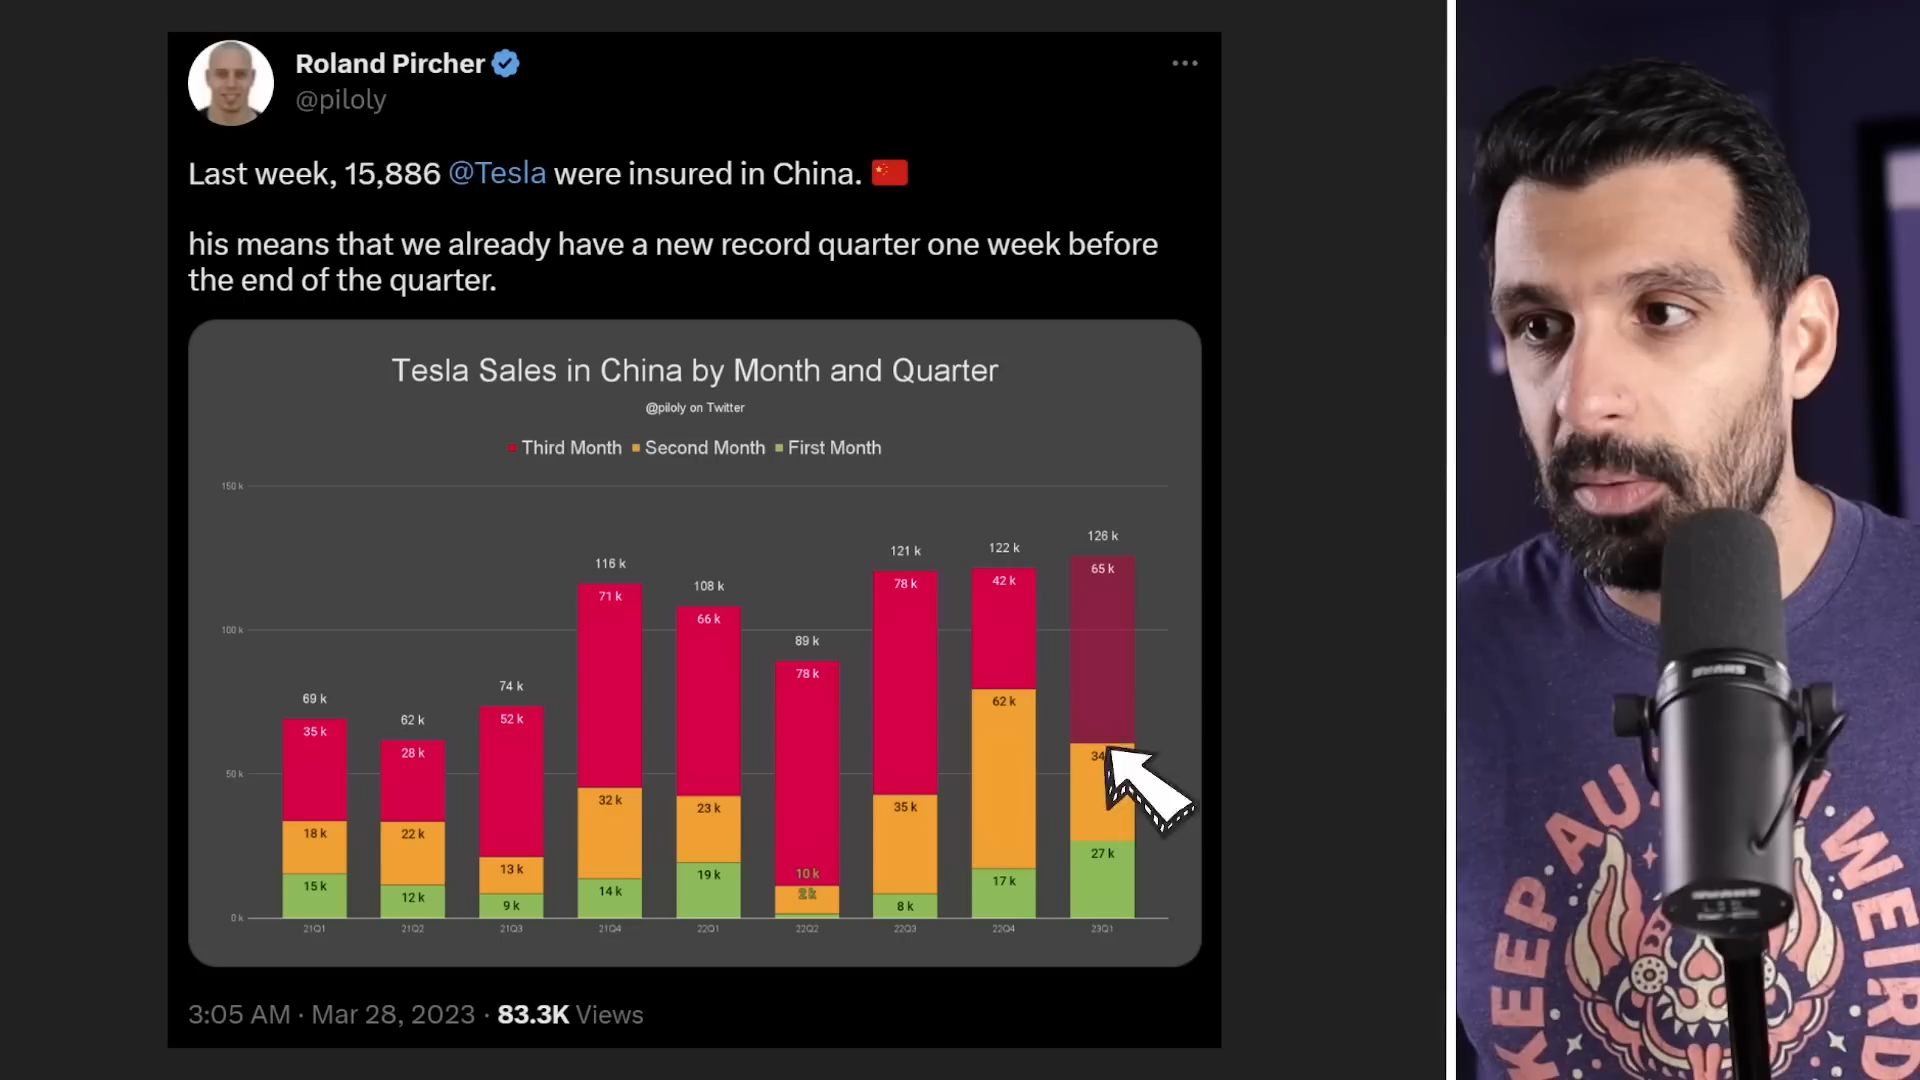 Roland Pircher
@piloly
Last week, 15,886 @Tesla were insured in China.
his means that we already have a new record quarter one week before
the end of the quarter.
Tesla Sales in China by Month and Quarter
@piloly on Twitter
Third Month Second Month First Month
150 k
100 k
50 k
0 k
69 k
35 k
18 k
15 k
21Q1
62 k
28 k
22 k
12 k
21Q2
74 k
52 k
13 k
9 k
21Q3
116 k
71 k
32 k
14 k
21Q4
108 k
66 k
23 k
19 k
22Q1
89 k
78 k
10 k
2 k
22Q2
121 k
78 k
35 k
8 k
22Q3
122 k
42 k
62 k
17 k
22Q4
126 k
65 k
34
27 k
23Q1
3:05 AM · Mar 28, 2023 · 83.3K Views
KEEP AU
WEIRD